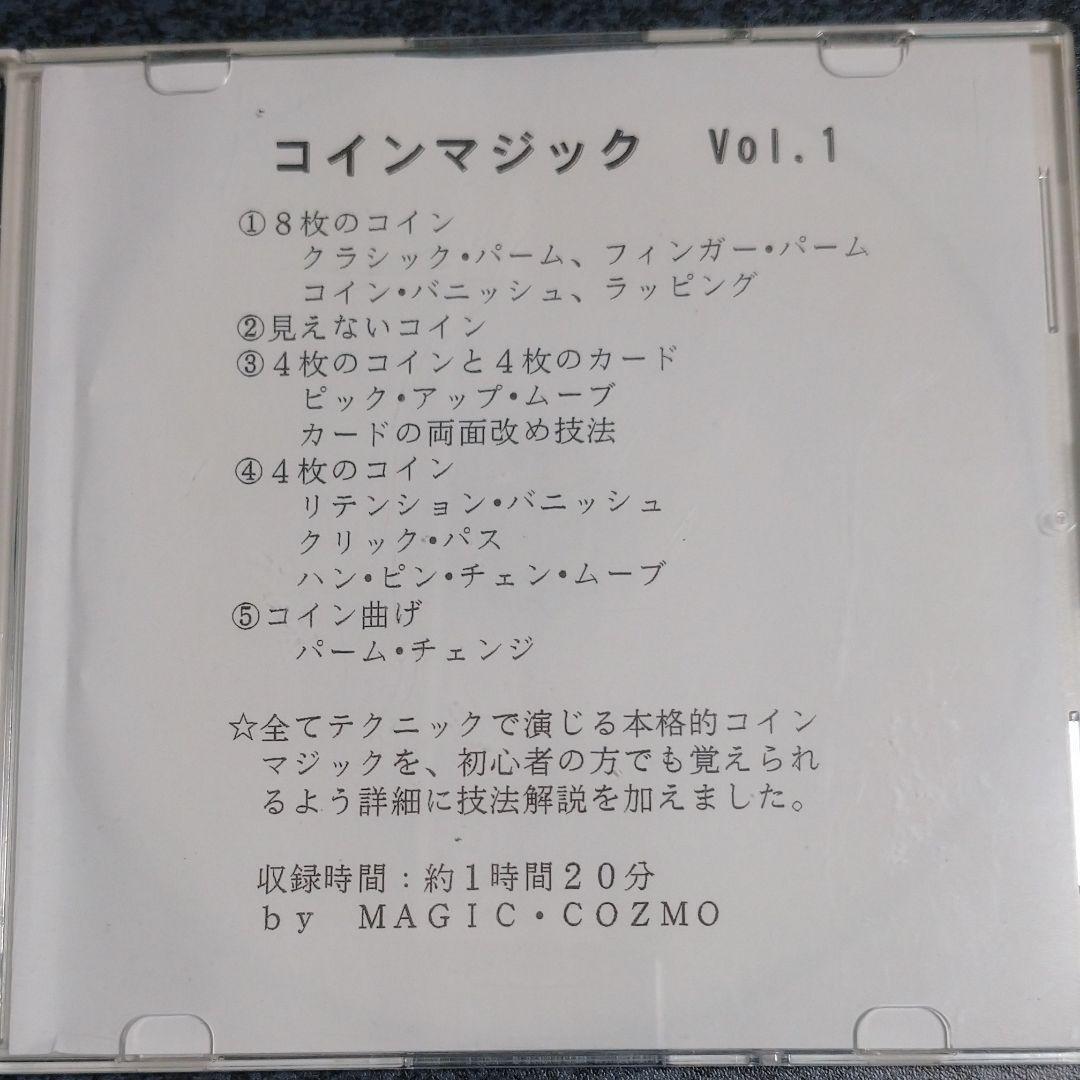 コインマジック　Vol.1
①８枚のコイン
クラシック・パーム、フィンガー・パーム
コイン・バニッシュ、ラッピング
②見えないコイン
③４枚のコインと４枚のカード
ピック・アップ・ムーブ
カードの両面改め技法
④４枚のコイン
リテンション・バニッシュ
クリック・パス
ハン・ピン・チェン・ムーブ
⑤コイン曲げ
パーム・チェンジ
☆全てテクニックで演じる本格的コイン
マジックを、初心者の方でも覚えられ
るよう詳細に技法解説を加えました。
収録時間：約１時間２０分
ｂｙ　ＭＡＧＩＣ・ＣＯＺＭＯ